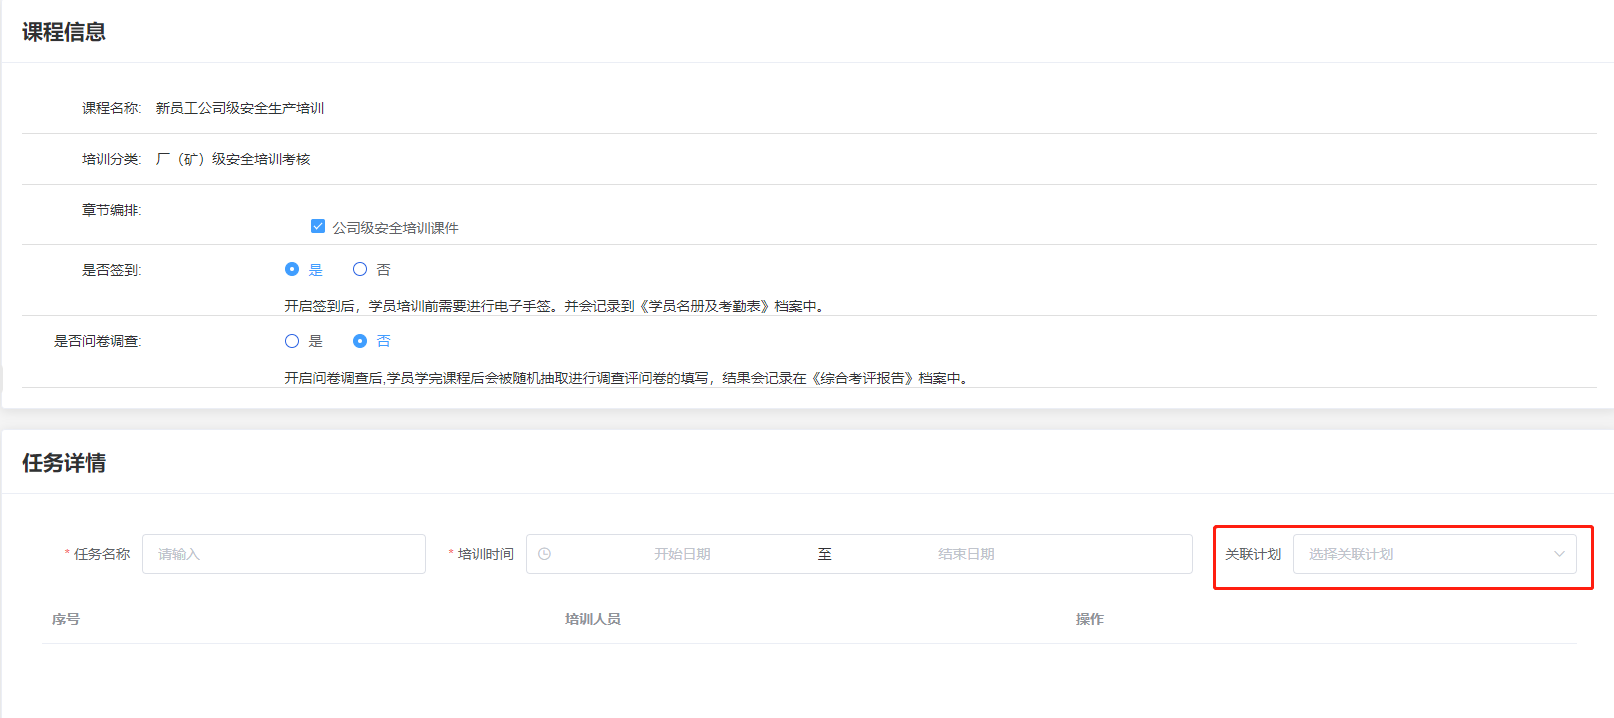 课程信息
课程名称: 新员工公司级安全生产培训
培训分类: 厂（矿）级安全培训考核
章节编排:
公司级安全培训课件
是否签到: 是 否
开启签到后，学员培训前需要进行电子手签。并会记录到《学员名册及考勤表》档案中。
是否问卷调查: 是 否
开启问卷调查后,学员学完课程后会被随机抽取进行调查评问卷的填写，结果会记录在《综合考评报告》档案中。
任务详情
* 任务名称 请输入 * 培训时间 开始日期 至 结束日期 关联计划 选择关联计划
序号 培训人员 操作